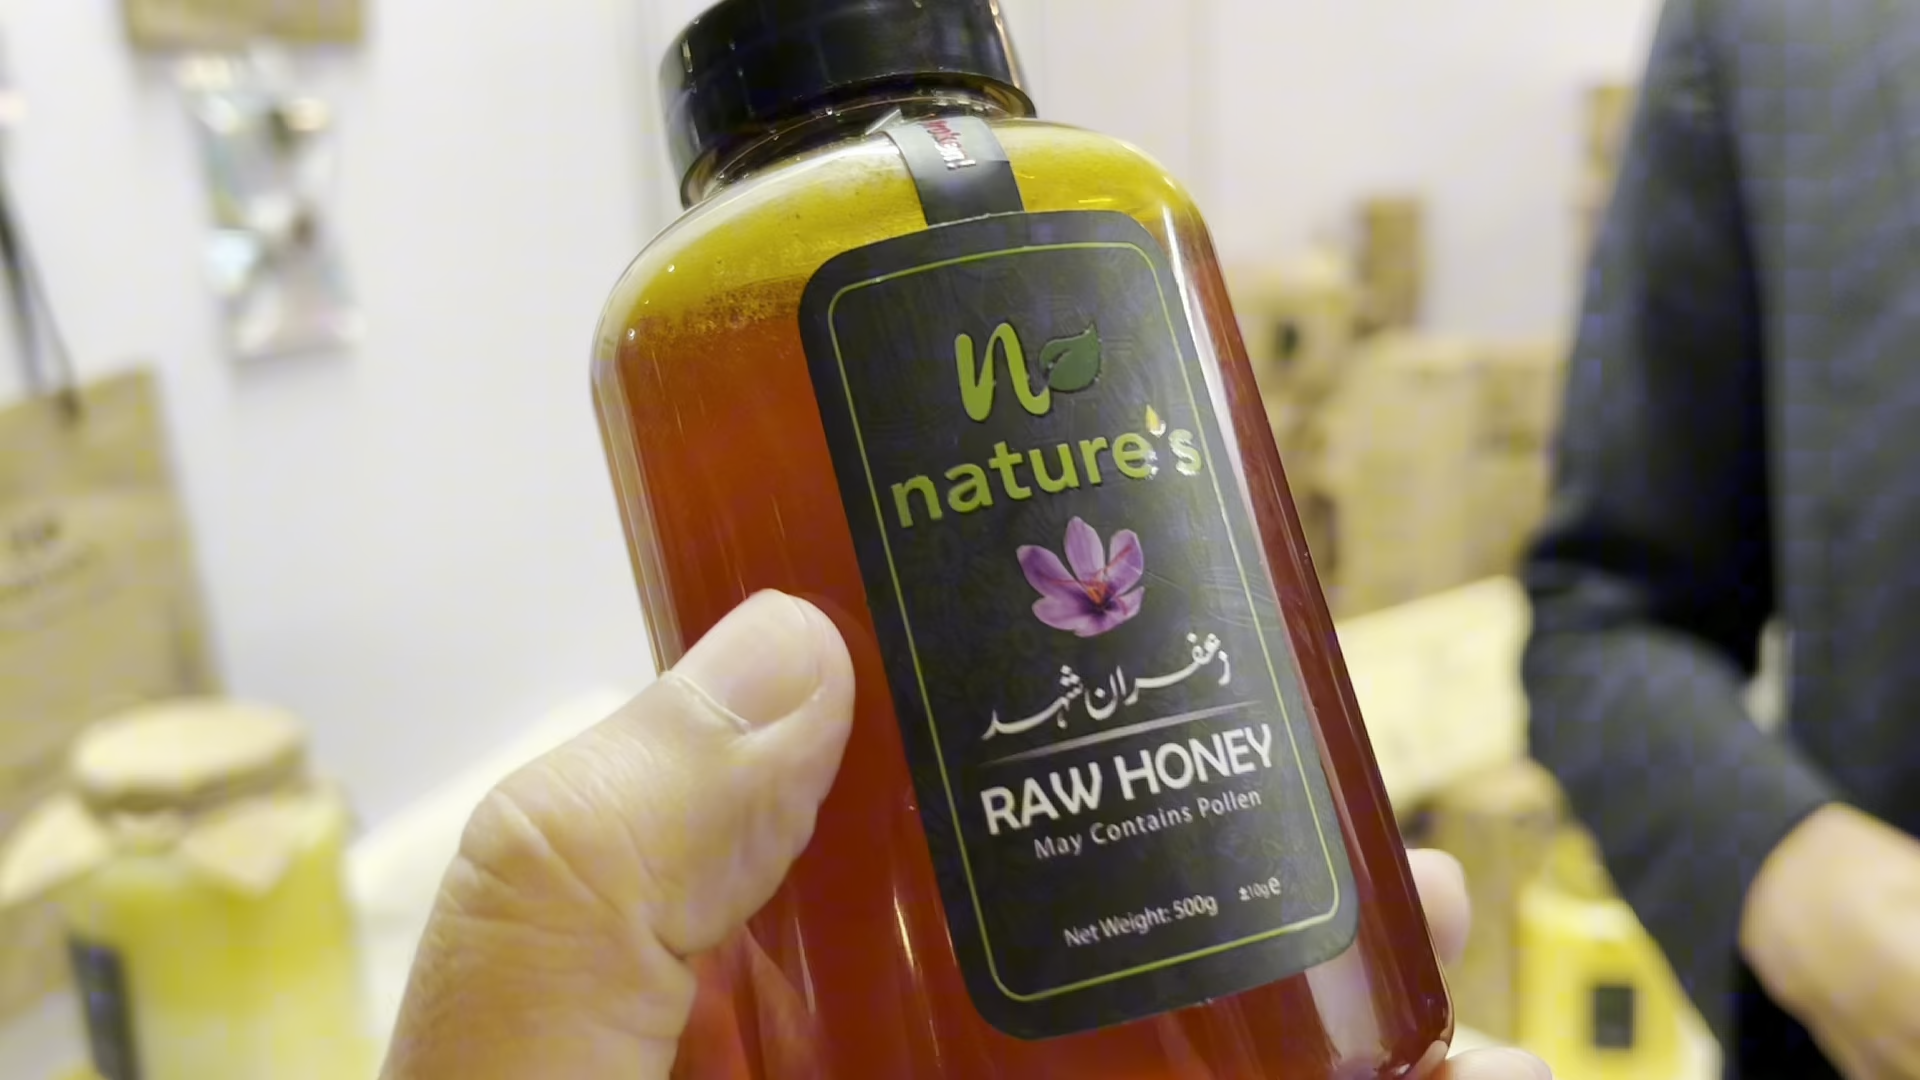 n
nature's
زعفران شہد
RAW HONEY
May Contains Pollen
Net Weight: 500g ±10g e